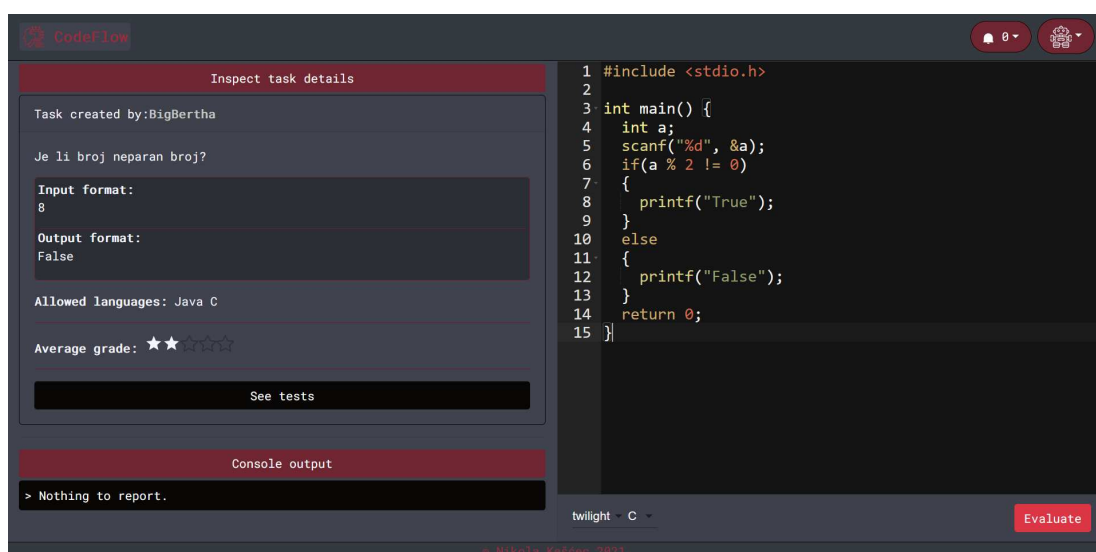 CodeFlow
0
Inspect task details
Task created by:BigBertha
Je li broj neparan broj?
Input format:
8
Output format:
False
Allowed languages: Java C
Average grade:
See tests
Console output
> Nothing to report.
1 #include <stdio.h>
2
3 int main() {
4 int a;
5 scanf("%d", &a);
6 if(a % 2 != 0)
7 {
8 printf("True");
9 }
10 else
11 {
12 printf("False");
13 }
14 return 0;
15 }
twilight C
Evaluate
© Nikola 2021